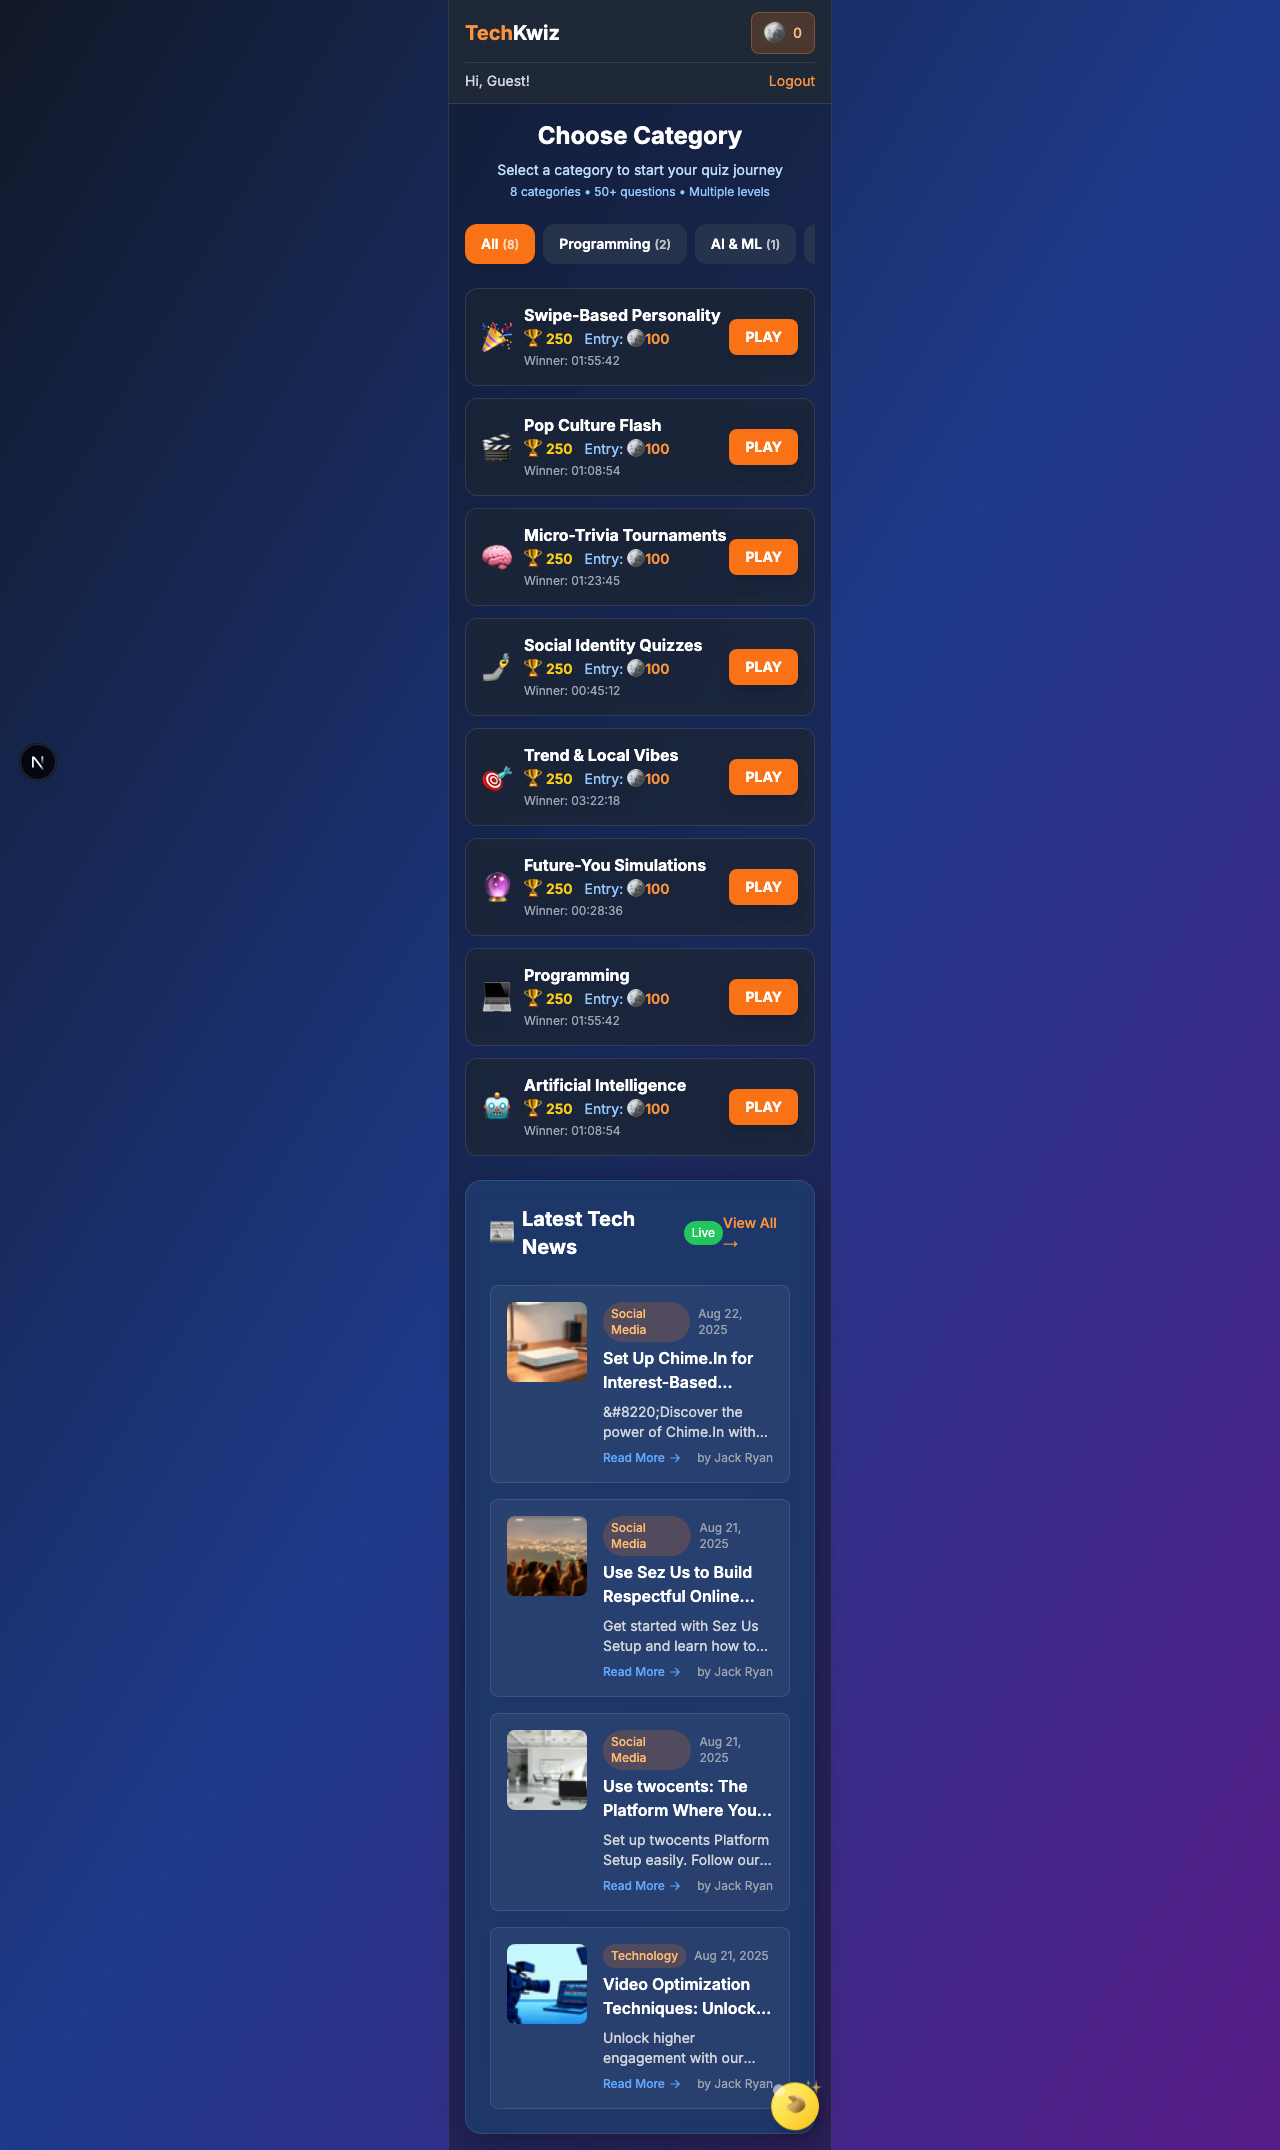 TechKwiz
0
Hi, Guest!
Logout
Choose Category
Select a category to start your quiz journey
8 categories • 50+ questions • Multiple levels
All (8)
Programming (2)
AI & ML (1)
Swipe-Based Personality
250 Entry: 100
Winner: 01:55:42
PLAY
Pop Culture Flash
250 Entry: 100
Winner: 01:08:54
PLAY
Micro-Trivia Tournaments
250 Entry: 100
Winner: 01:23:45
PLAY
Social Identity Quizzes
250 Entry: 100
Winner: 00:45:12
PLAY
Trend & Local Vibes
250 Entry: 100
Winner: 03:22:18
PLAY
Future-You Simulations
250 Entry: 100
Winner: 00:28:36
PLAY
Programming
250 Entry: 100
Winner: 01:55:42
PLAY
Artificial Intelligence
250 Entry: 100
Winner: 01:08:54
PLAY
N
Latest Tech
News
Live
View All
→
Social
Media
Aug 22,
2025
Set Up Chime.In for
Interest-Based...
&#8220;Discover the
power of Chime.In with...
Read More →
by Jack Ryan
Social
Media
Aug 21,
2025
Use Sez Us to Build
Respectful Online...
Get started with Sez Us
Setup and learn how to...
Read More →
by Jack Ryan
Social
Media
Aug 21,
2025
Use twocents: The
Platform Where You...
Set up twocents Platform
Setup easily. Follow our...
Read More →
by Jack Ryan
Technology
Aug 21, 2025
Video Optimization
Techniques: Unlock...
Unlock higher
engagement with our...
Read More →
by Jack Ryan